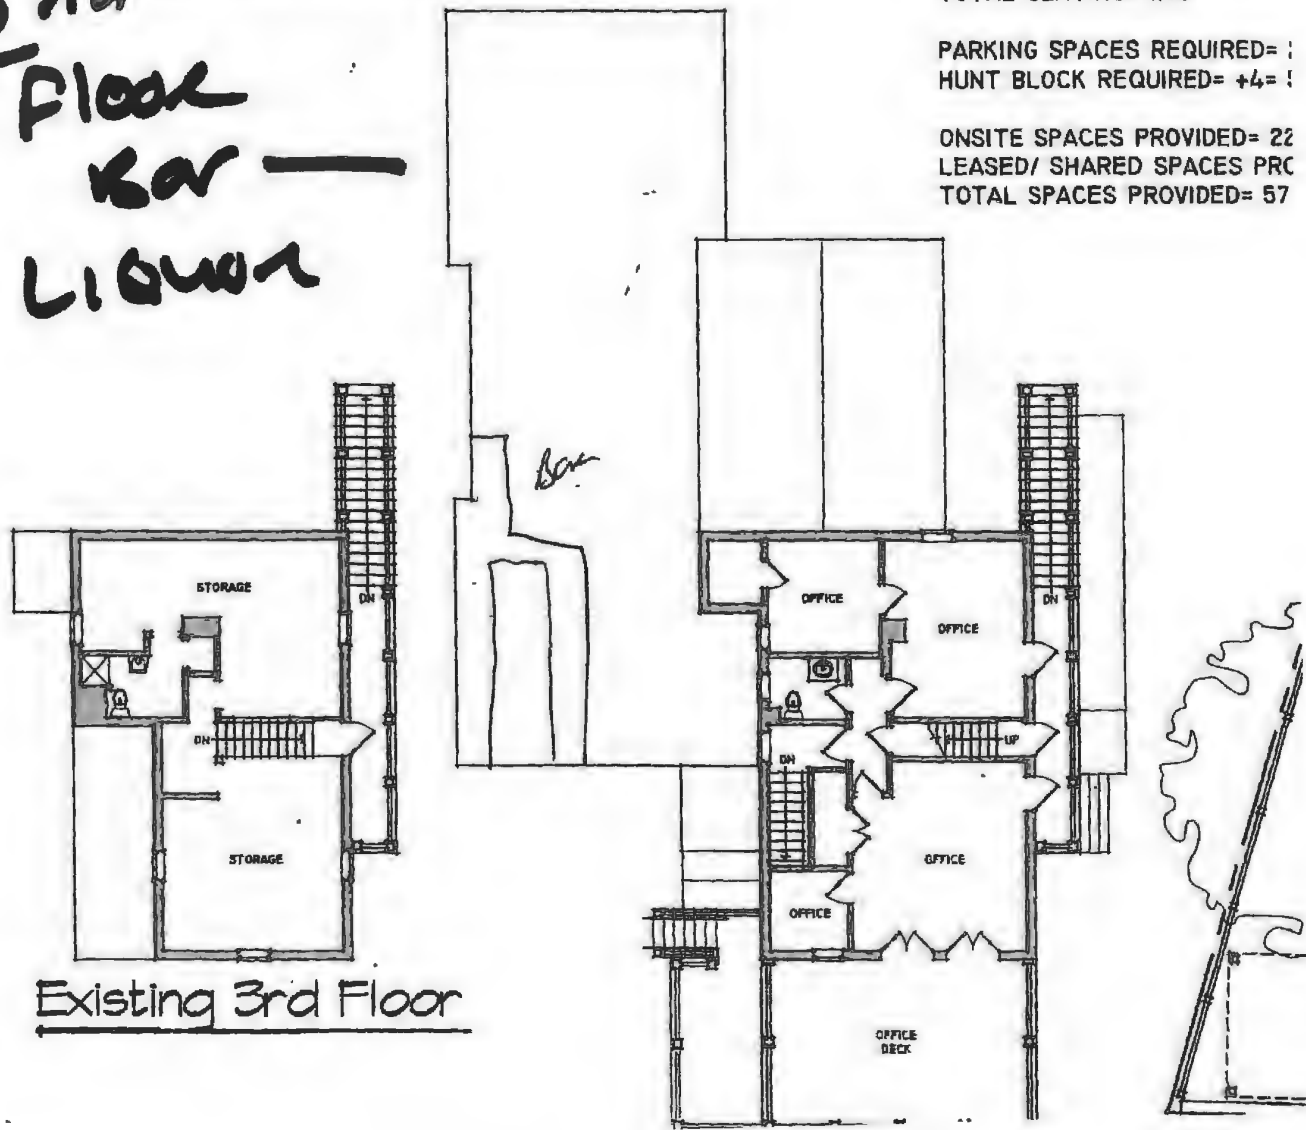 Floor
Bar —
LIQUOR
PARKING SPACES REQUIRED=
HUNT BLOCK REQUIRED= +4=
ONSITE SPACES PROVIDED= 22
LEASED/ SHARED SPACES
TOTAL SPACES PROVIDED= 57
Bar
STORAGE
DN
DN
STORAGE
Existing 3rd Floor
OFFICE
OFFICE
DN
UP
DN
OFFICE
OFFICE
OFFICE
DECK